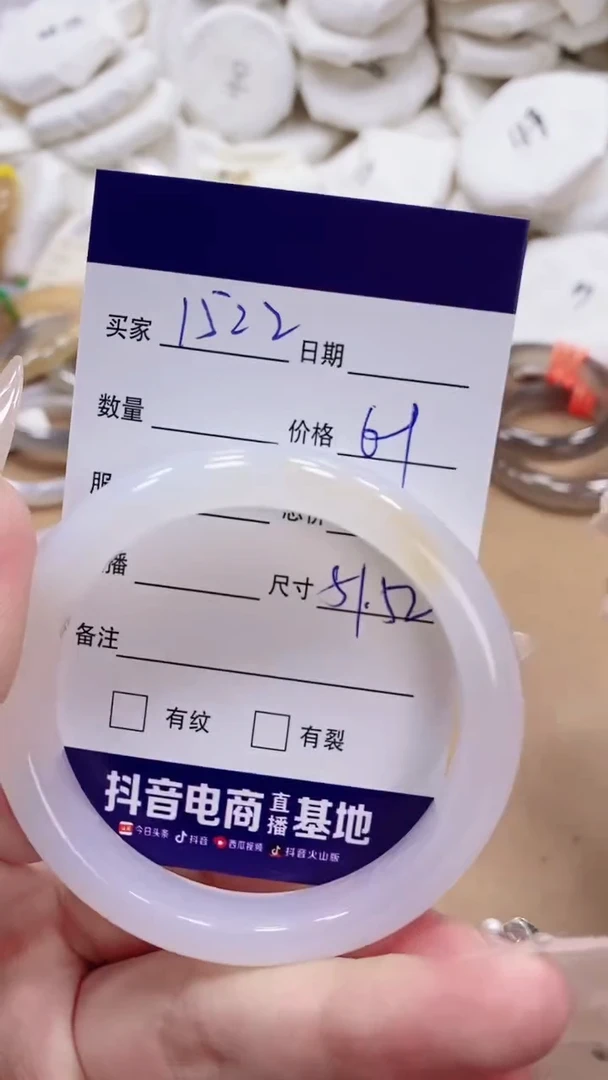 买家 1522 日期
数量 价格 61
播 尺寸 51.52
备注
有纹 有裂
抖音电商直播基地
今日头条 抖音 西瓜视频 抖音火山版